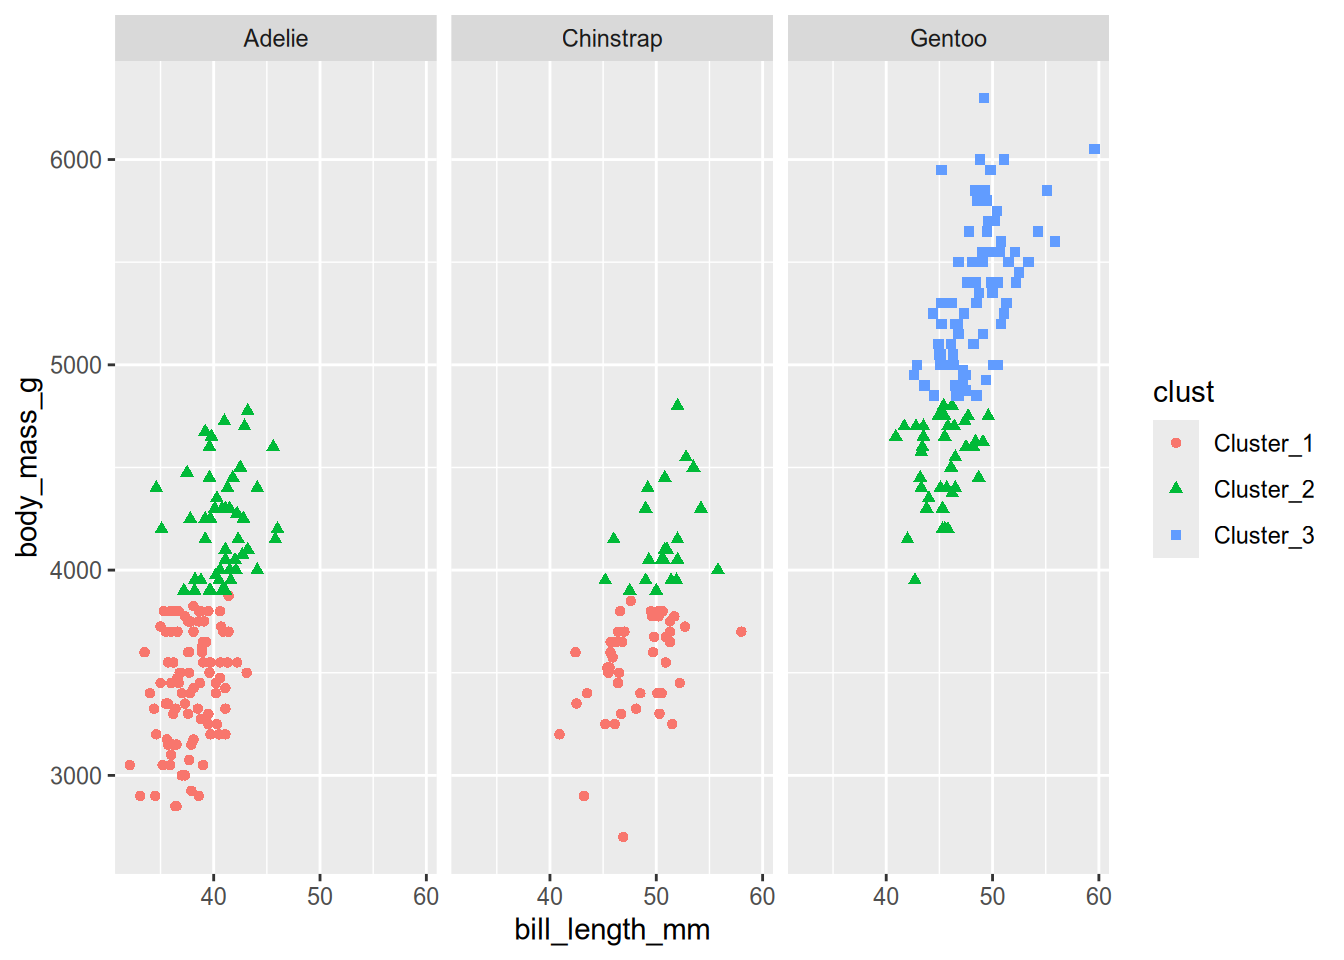 Adelie
Chinstrap
Gentoo
6000
5000
4000
3000
body_mass_g
40
50
60
40
50
60
40
50
60
bill_length_mm
clust
Cluster_1
Cluster_2
Cluster_3